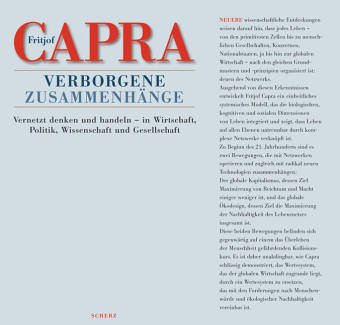 Fritjof
CAPRA
VERBORGENE
ZUSAMMENHÄNGE
Vernetzt denken und handeln – in Wirtschaft,
Politik, Wissenschaft und Gesellschaft
NEUERE wissenschaftliche Entdeckungen
weisen darauf hin, dass jedes Leben –
von den primitivsten Zellen bis zu mensch-
lichen Gesellschaften, Konzernen,
Nationalstaaten, ja bis hin zur globalen
Wirtschaft – nach den gleichen Grund-
mustern und -prinzipien organisiert ist:
denen des Netzwerks.
Ausgehend von diesen Erkenntnissen
entwickelt Fritjof Capra ein einheitliches
systemisches Modell, das die biologischen,
kognitiven und sozialen Dimensionen
von Leben integriert und zeigt, dass Leben
auf allen Ebenen untrennbar durch kom-
plexe Netzwerke verknüpft ist.
Zu Beginn des 21. Jahrhunderts sind es
zwei Bewegungen, die mit Netzwerken
operieren und zugleich mit radikal neuen
Technologien zusammenhängen:
Der globale Kapitalismus, dessen Ziel
Maximierung von Reichtum und Macht
einiger weniger ist, und das globale
Ökodesign, dessen Ziel die Maximierung
der Nachhaltigkeit des Lebensnetzes
insgesamt ist.
Diese beiden Bewegungen befinden sich
gegenwärtig auf einem das Überleben
der Menschheit gefährdenden Kollisions-
kurs. Es ist daher unabdingbar, wie Capra
schlüssig demonstriert, das Wertesystem,
das der globalen Wirtschaft zugrunde liegt,
durch ein Wertesystem zu ersetzen,
das mit den Forderungen nach Menschen-
würde und ökologischer Nachhaltigkeit
vereinbar ist.
SCHERZ